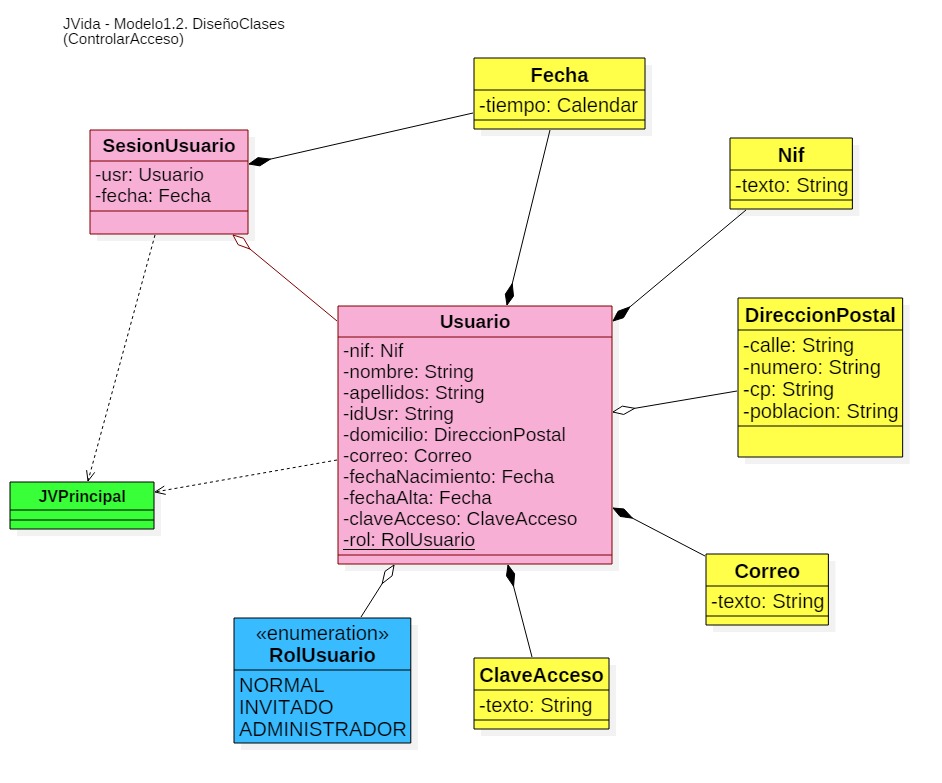 JVida - Modelo1.2. DiseñoClases
(ControlarAcceso)
Fecha
-tiempo: Calendar
SesionUsuario
-usr: Usuario
-fecha: Fecha
Nif
-texto: String
Usuario
-nif: Nif
-nombre: String
-apellidos: String
-idUsr: String
-domicilio: DireccionPostal
-correo: Correo
-fechaNacimiento: Fecha
-fechaAlta: Fecha
-claveAcceso: ClaveAcceso
-rol: RolUsuario
DireccionPostal
-calle: String
-numero: String
-cp: String
-poblacion: String
JVPrincipal
Correo
-texto: String
«enumeration»
RolUsuario
NORMAL
INVITADO
ADMINISTRADOR
ClaveAcceso
-texto: String